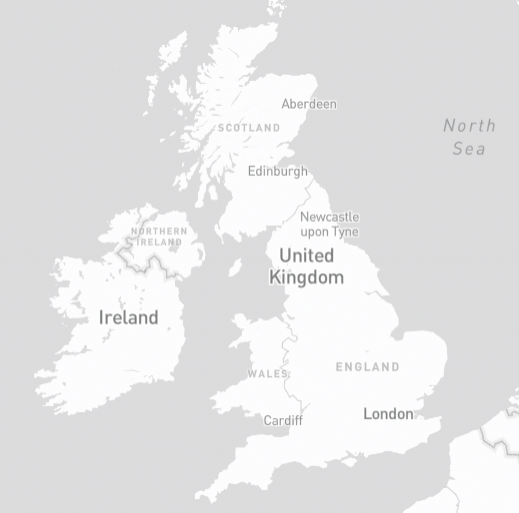 Aberdeen
SCOTLAND
North
Sea
Edinburgh
Newcastle
upon Tyne
NORTHERN
IRELAND
United
Kingdom
Ireland
ENGLAND
WALES
London
Cardiff